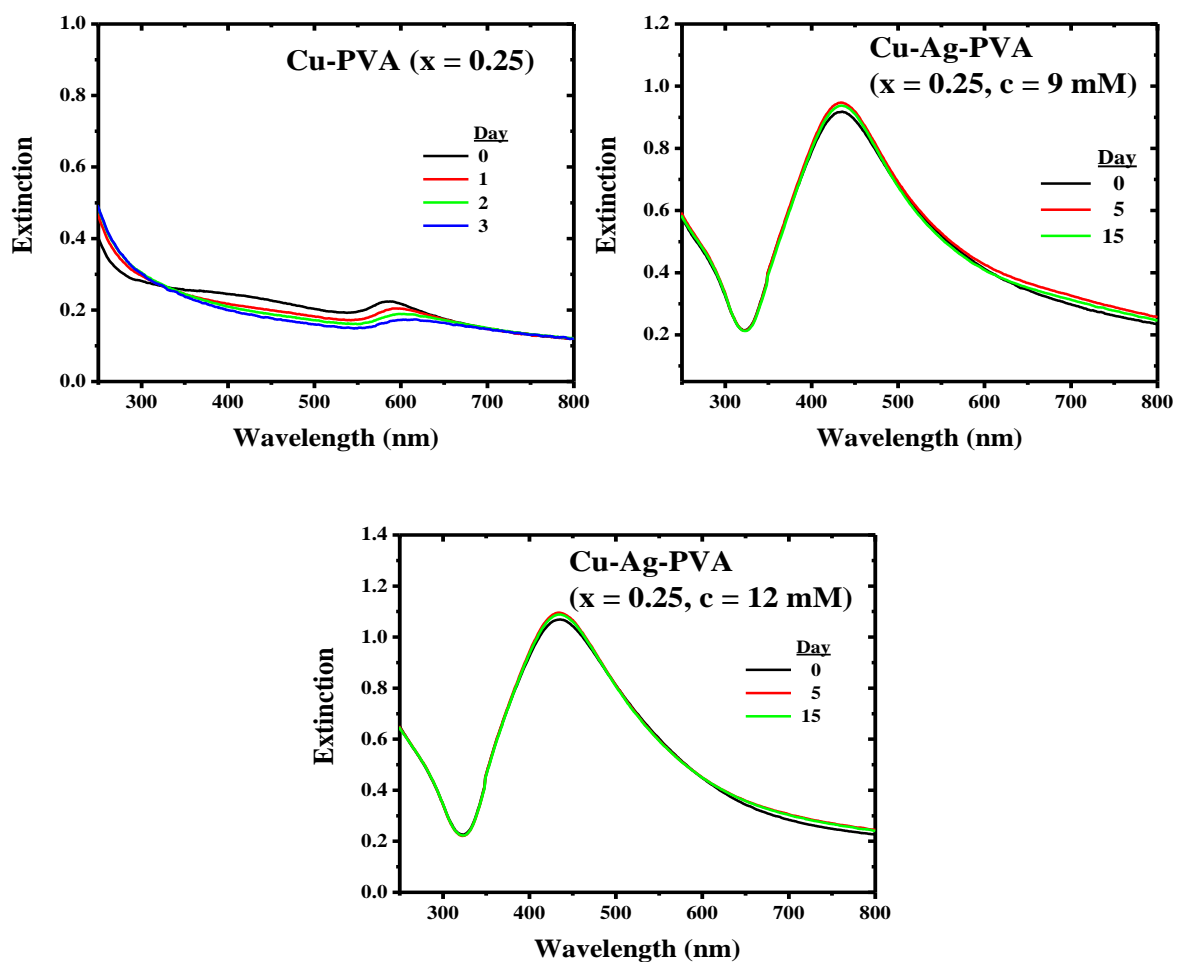 Cu-PVA (x = 0.25)
Day
0
1
2
3
Extinction
1.0
0.8
0.6
0.4
0.2
0.0
300 400 500 600 700 800
Wavelength (nm)
Cu-Ag-PVA
(x = 0.25, c = 9 mM)
Day
0
5
15
Extinction
1.2
1.0
0.8
0.6
0.4
0.2
300 400 500 600 700 800
Wavelength (nm)
Cu-Ag-PVA
(x = 0.25, c = 12 mM)
Day
0
5
15
Extinction
1.4
1.2
1.0
0.8
0.6
0.4
0.2
0.0
300 400 500 600 700 800
Wavelength (nm)